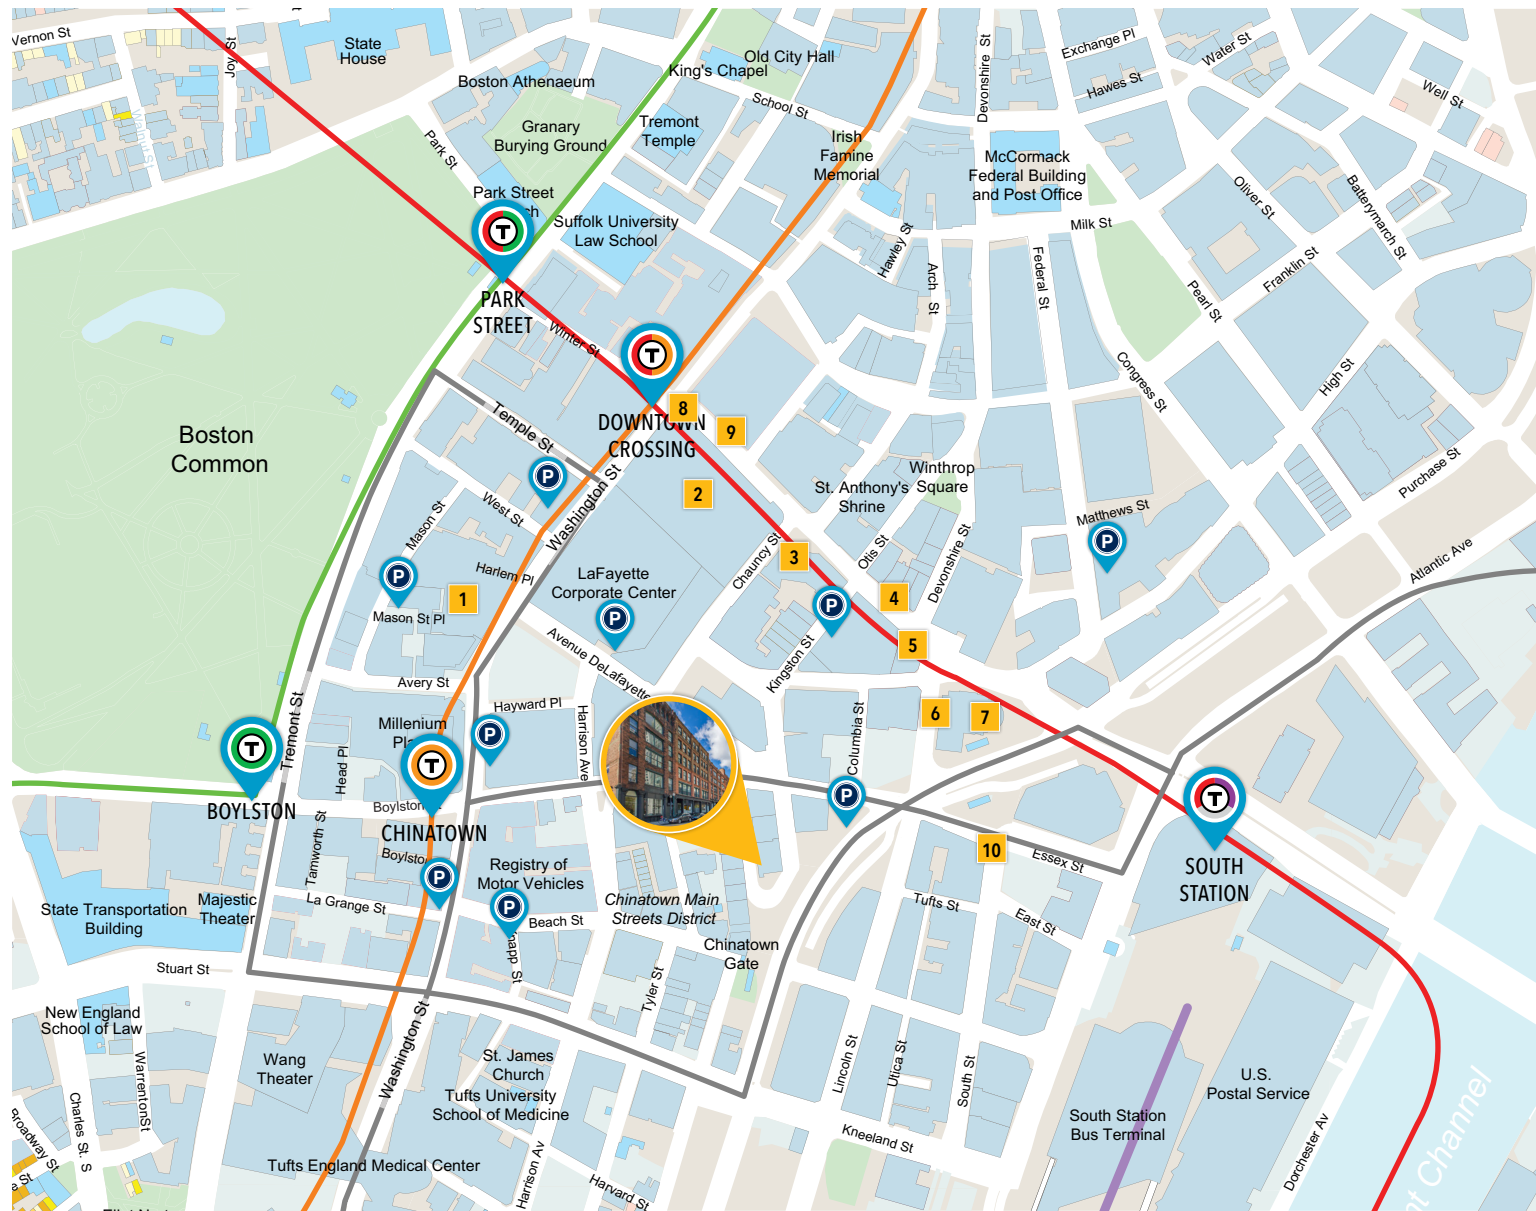 Vernon St
Joy St
State
House
Walnut St
Boston Athenaeum
King's Chapel
Old City Hall
School St
Devonshire St
Exchange Pl
Water St
Hawes St
Well St
Park St
Granary
Burying Ground
Tremont
Temple
Irish
Famine
Memorial
McCormack
Federal Building
and Post Office
Oliver St
Batterymarch St
Park Street
Suffolk University
Law School
Milk St
Hawley St
Arch St
Federal St
Franklin St
Pearl St
T
PARK
STREET
Winter St
T
DOWNTOWN
CROSSING
8
9
Congress St
High St
Boston
Common
Temple St
P
Washington St
2
St. Anthony's
Shrine
Winthrop
Square
Purchase St
Matthews St
P
West St
Mason St
Harlem Pl
P
1
Mason St Pl
LaFayette
Corporate Center
P
Chauncy St
3
Otis St
Devonshire St
4
P
5
Atlantic Ave
Avenue DeLafayette
Kingston St
Avery St
Hayward Pl
Harrison Ave
6
7
Columbia St
P
Millenium
T
CHINATOWN
P
Tremont St
Head Pl
T
BOYLSTON
Boylston
T
SOUTH
STATION
10
Essex St
Tamworth St
Boylston
P
Registry of
Motor Vehicles
P
La Grange St
Majestic
Theater
State Transportation
Building
Beach St
Chinatown Main
Streets District
Tufts St
East St
Chinatown
Gate
Stuart St
Tyler St
New England
School of Law
Wang
Theater
Washington St
St. James
Church
Tufts University
School of Medicine
Lincoln St
Utica St
South St
U.S.
Postal Service
South Station
Bus Terminal
Warrenton St
Charles St. S
Broadway St
Tufts England Medical Center
Harrison Av
Harvard St
Kneeland St
Dorchester Av
Channel